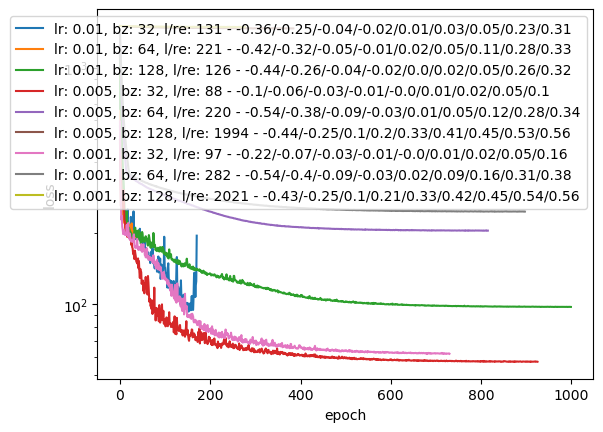 lr: 0.01, bz: 32, l/re: 131 - -0.36/-0.25/-0.04/-0.02/0.01/0.03/0.05/0.23/0.31
lr: 0.01, bz: 64, l/re: 221 - -0.42/-0.32/-0.05/-0.01/0.02/0.05/0.11/0.28/0.33
lr: 0.01, bz: 128, l/re: 126 - -0.44/-0.26/-0.04/-0.02/0.0/0.02/0.05/0.26/0.32
lr: 0.005, bz: 32, l/re: 88 - -0.1/-0.06/-0.03/-0.01/-0.0/0.01/0.02/0.05/0.1
lr: 0.005, bz: 64, l/re: 220 - -0.54/-0.38/-0.09/-0.03/0.01/0.05/0.12/0.28/0.34
lr: 0.005, bz: 128, l/re: 1994 - -0.44/-0.25/0.1/0.2/0.33/0.41/0.45/0.53/0.56
lr: 0.001, bz: 32, l/re: 97 - -0.22/-0.07/-0.03/-0.01/-0.0/0.01/0.02/0.05/0.16
lr: 0.001, bz: 64, l/re: 282 - -0.54/-0.4/-0.09/-0.03/0.02/0.09/0.16/0.31/0.38
lr: 0.001, bz: 128, l/re: 2021 - -0.43/-0.25/0.1/0.21/0.33/0.42/0.45/0.54/0.56
loss
10²
0 200 400 600 800 1000
epoch